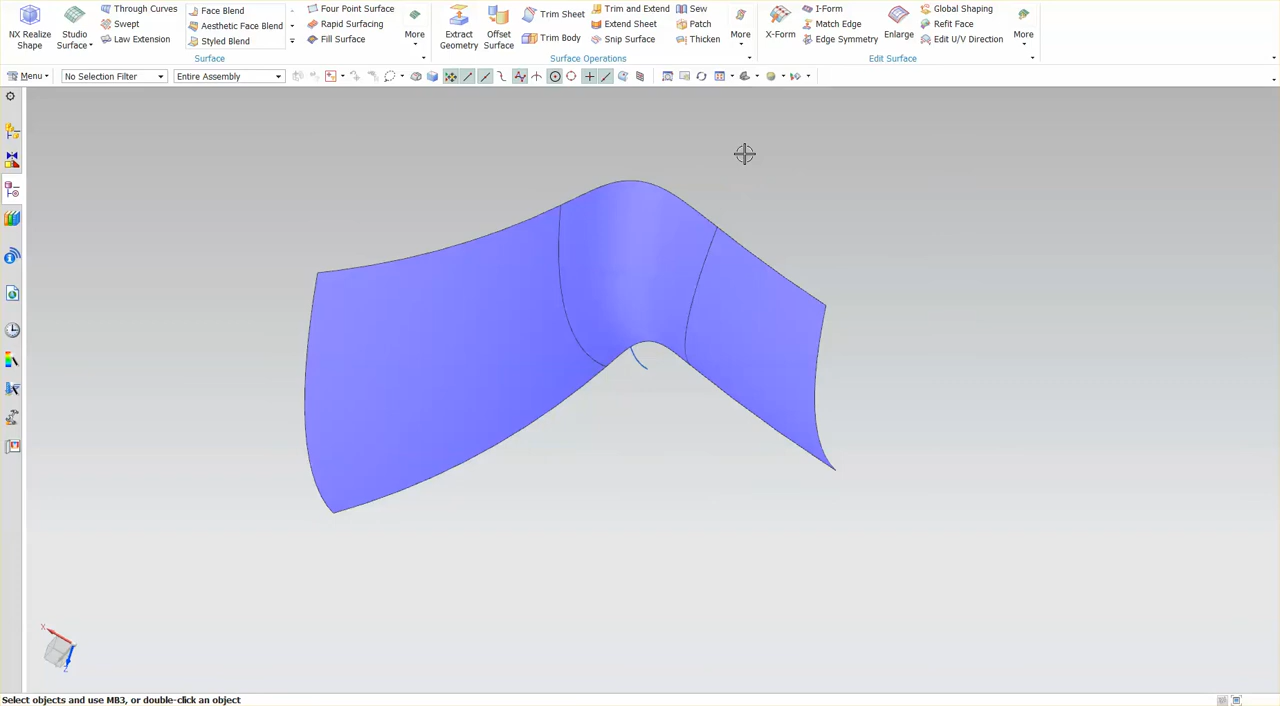 NX Realize Shape
Studio Surface
Through Curves
Swept
Law Extension
Face Blend
Aesthetic Face Blend
Styled Blend
Four Point Surface
Rapid Surfacing
Fill Surface
More
Surface
Extract Geometry
Offset Surface
Trim Sheet
Trim Body
Trim and Extend
Extend Sheet
Snip Surface
Sew
Patch
Thicken
More
Surface Operations
X-Form
I-Form
Match Edge
Edge Symmetry
Enlarge
Global Shaping
Refit Face
Edit U/V Direction
More
Edit Surface
Menu
No Selection Filter
Entire Assembly
X
Z
Select objects and use MB3, or double-click an object